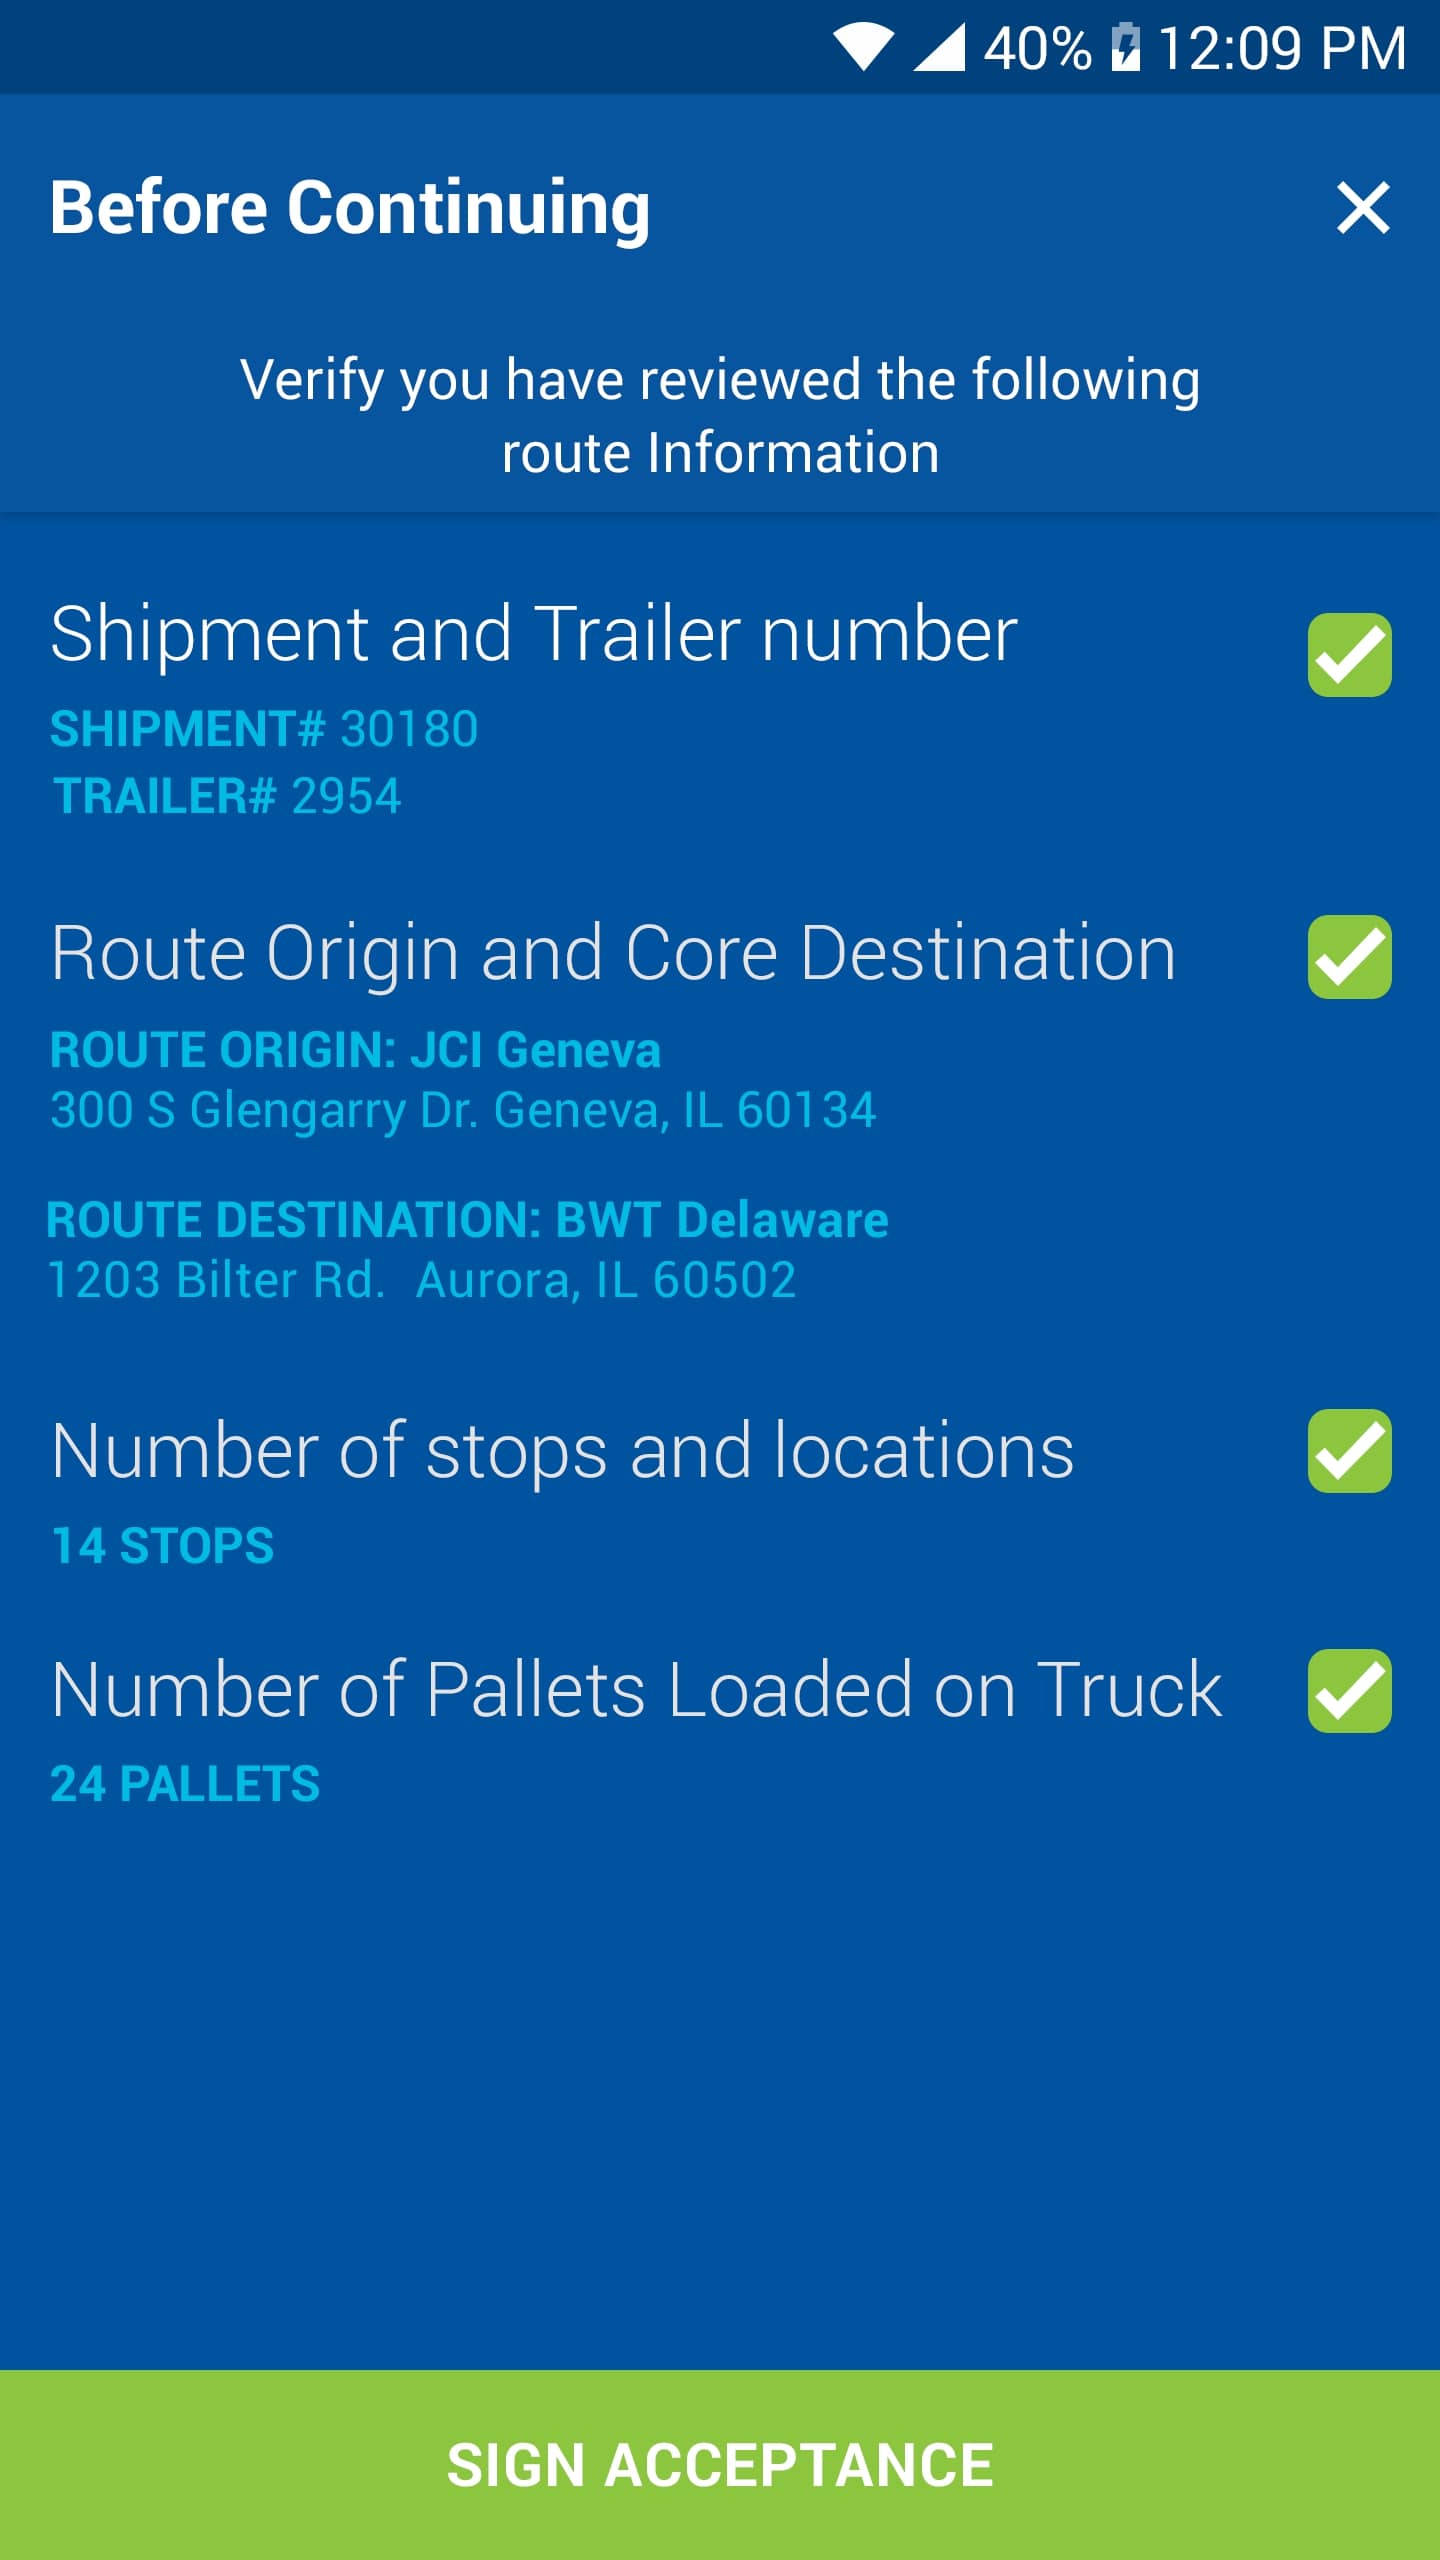 40% 12:09 PM
Before Continuing
Verify you have reviewed the following
route Information
Shipment and Trailer number
SHIPMENT# 30180
TRAILER# 2954
Route Origin and Core Destination
ROUTE ORIGIN: JCI Geneva
300 S Glengarry Dr. Geneva, IL 60134
ROUTE DESTINATION: BWT Delaware
1203 Bilter Rd.  Aurora, IL 60502
Number of stops and locations
14 STOPS
Number of Pallets Loaded on Truck
24 PALLETS
SIGN ACCEPTANCE